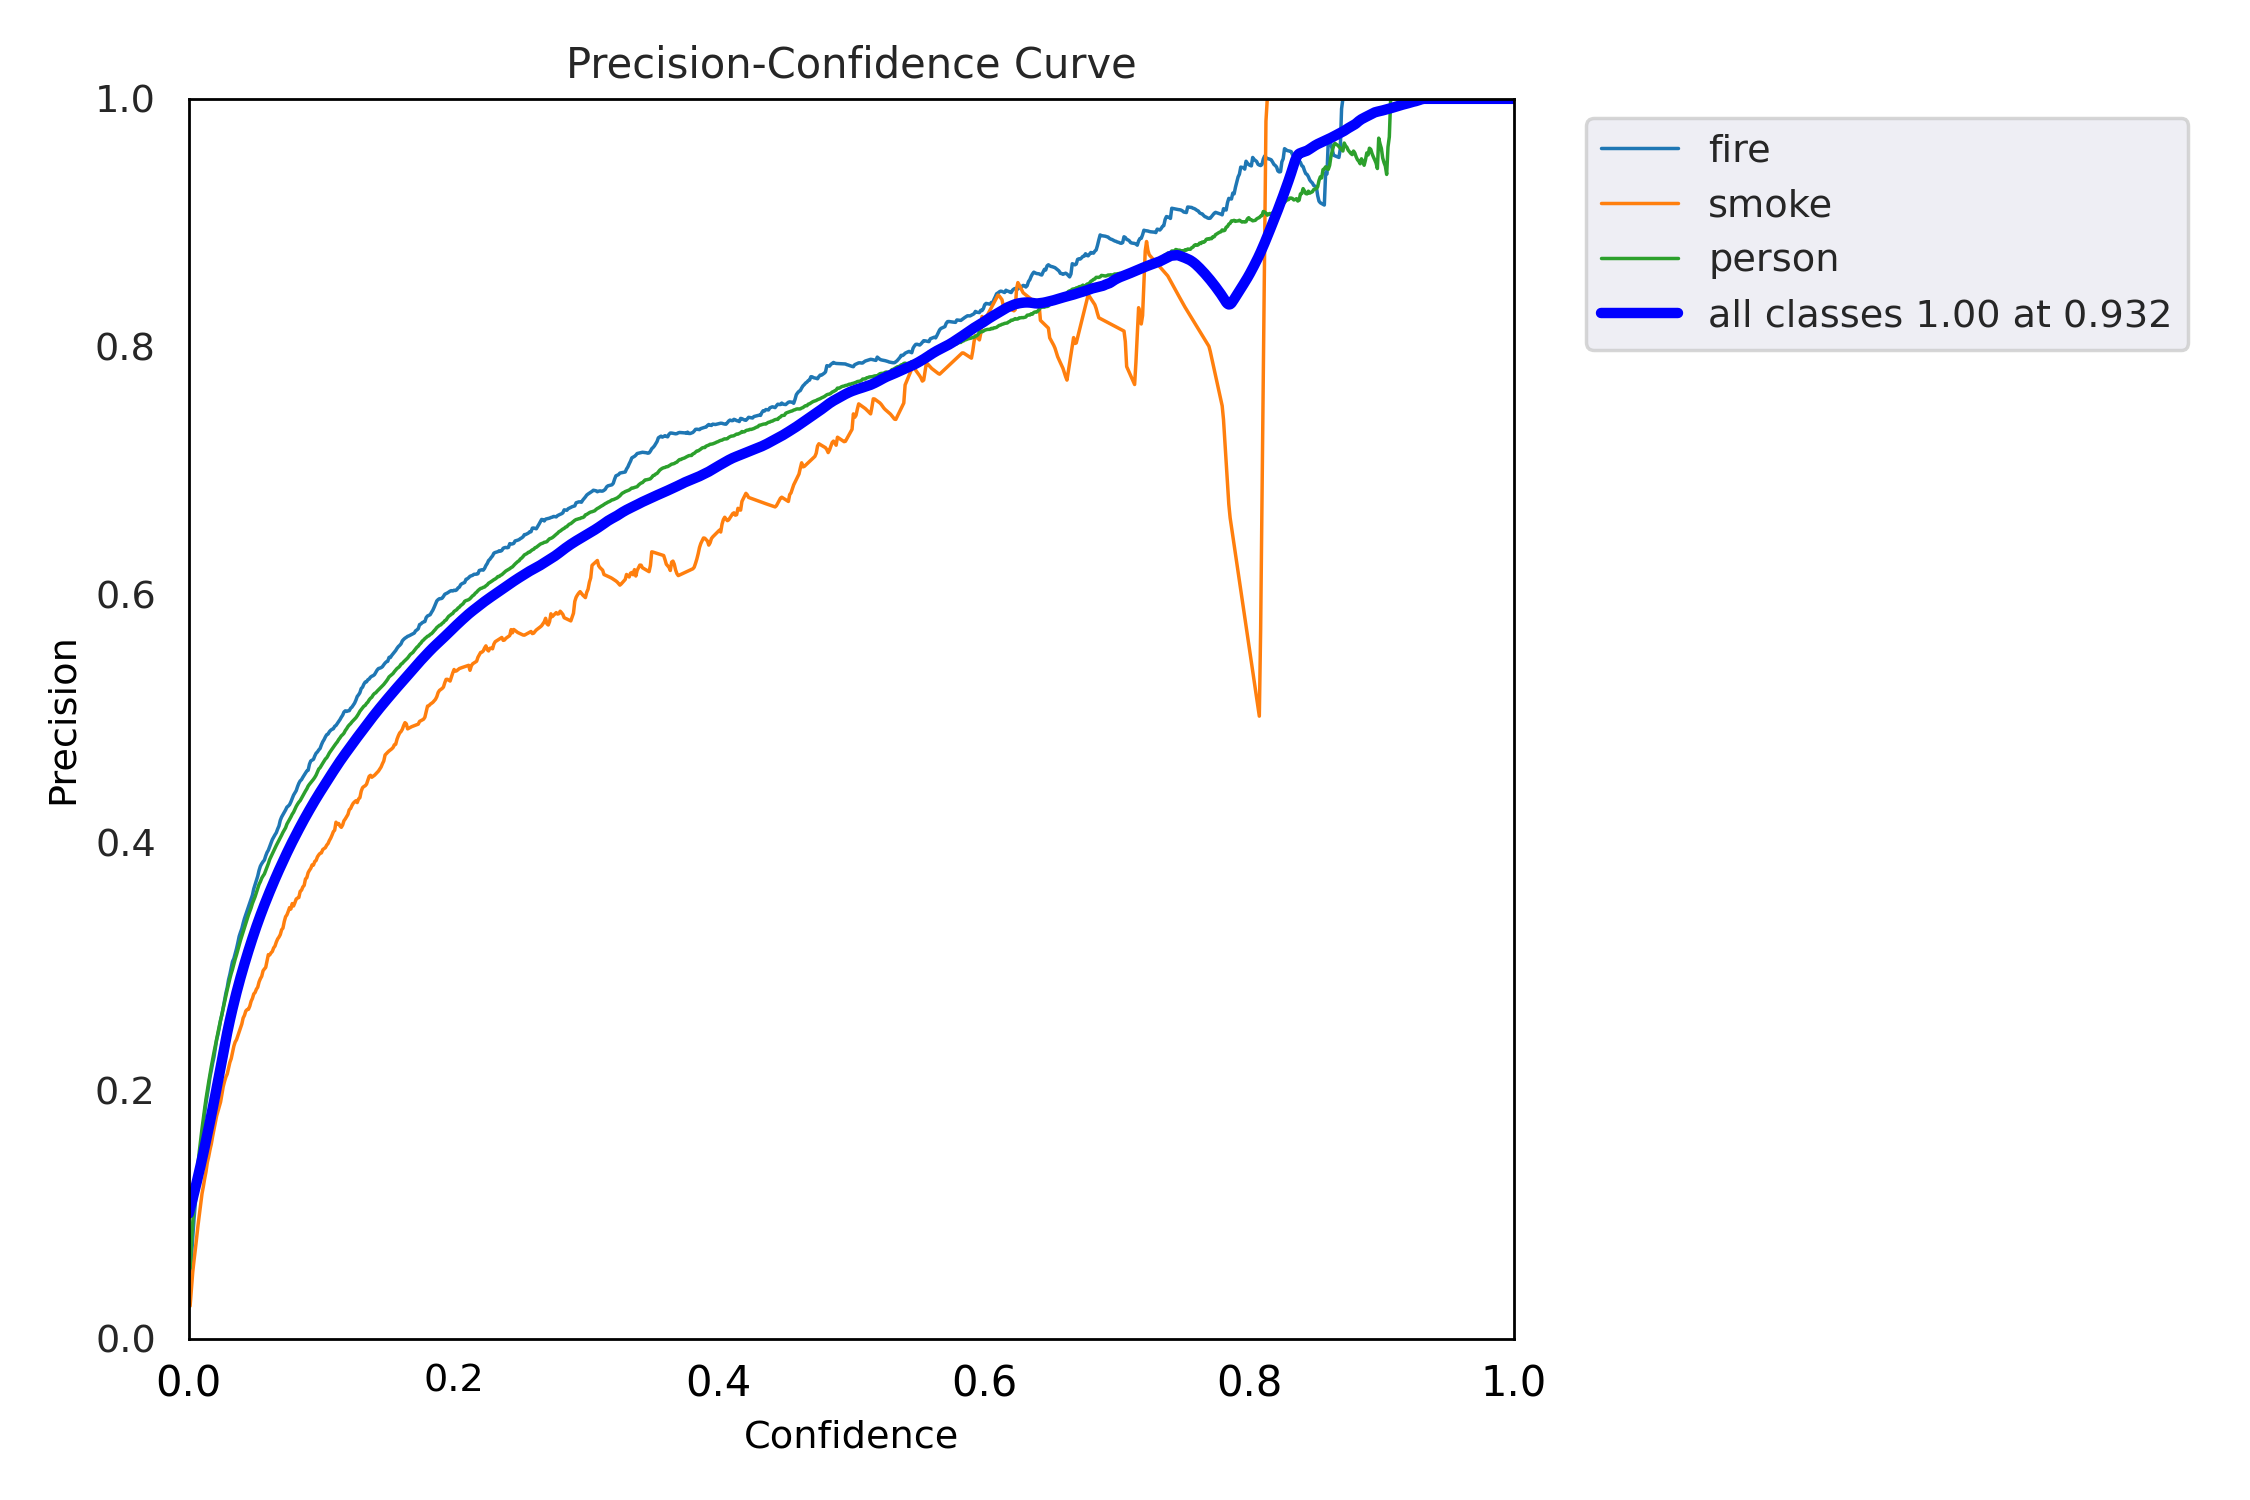 Precision-Confidence Curve
1.0
0.8
0.6
0.4
0.2
0.0
Precision
0.0 0.2 0.4 0.6 0.8 1.0
Confidence
fire
smoke
person
all classes 1.00 at 0.932